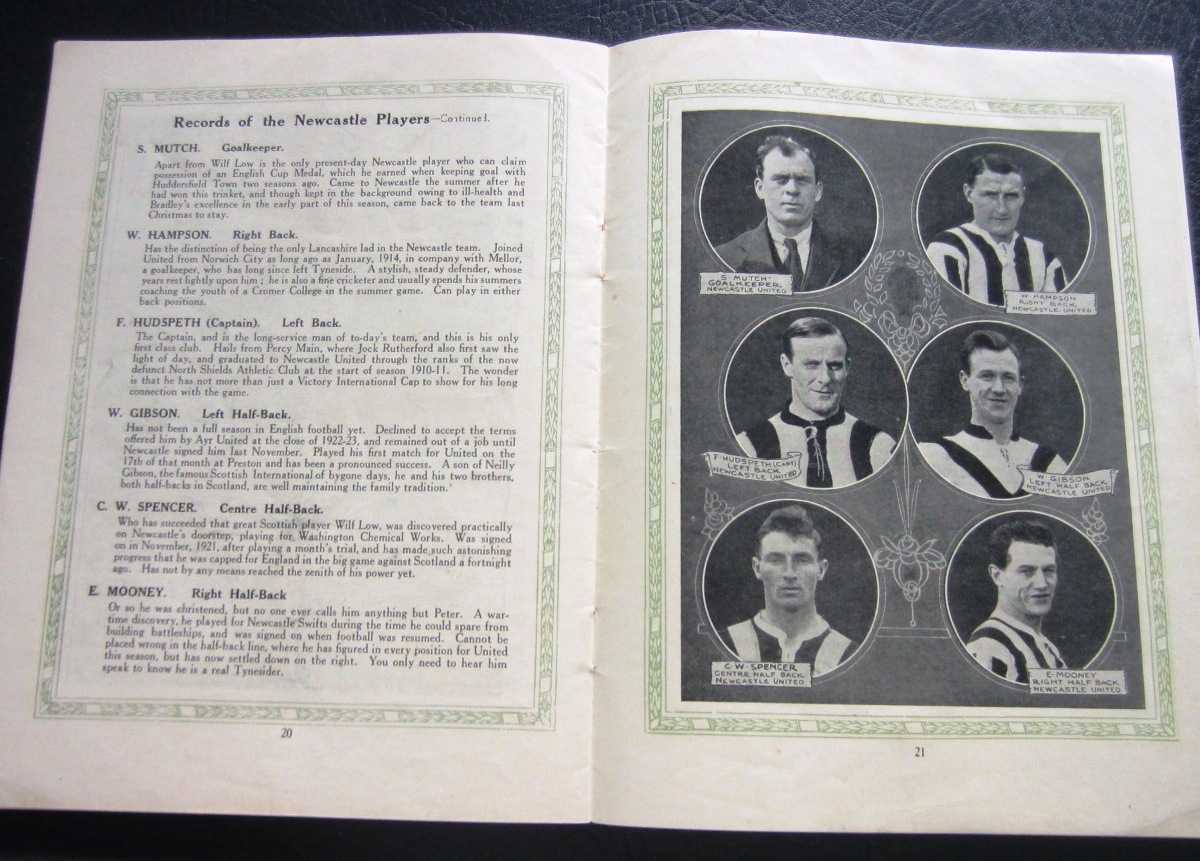 Records of the Newcastle Players—Continued.
S. MUTCH. Goalkeeper.
Apart from Wilf Low is the only present-day Newcastle player who can claim
possession of an English Cup Medal, which he earned when keeping goal with
Huddersfield Town two seasons ago. Came to Newcastle the summer after he
had won this trinket, and though kept in the background owing to ill-health and
Bradley's excellence in the early part of this season, came back to the team last
Christmas to stay.
W. HAMPSON. Right Back.
Has the distinction of being the only Lancashire lad in the Newcastle team. Joined
United from Norwich City as long ago as January, 1914, in company with Mellor,
a goalkeeper, who has long since left Tyneside. A stylish, steady defender, whose
years rest lightly upon him ; he is also a fine cricketer and usually spends his summers
coaching the youth of a Cromer College in the summer game. Can play in either
back positions.
F. HUDSPETH (Captain). Left Back.
The Captain, and is the long-service man of to-day's team, and this is his only
first class club. Hails from Percy Main, where Jock Rutherford also first saw the
light of day, and graduated to Newcastle United through the ranks of the now
defunct North Shields Athletic Club at the start of season 1910-11. The wonder
is that he has not more than just a Victory International Cap to show for his long
connection with the game.
W. GIBSON. Left Half-Back.
Has not been a full season in English football yet. Declined to accept the terms
offered him by Ayr United at the close of 1922-23, and remained out of a job until
Newcastle signed him last November. Played his first match for United on the
17th of that month at Preston and has been a pronounced success. A son of Neilly
Gibson, the famous Scottish International of bygone days, he and his two brothers,
both half-backs in Scotland, are well maintaining the family tradition.
C. W. SPENCER. Centre Half-Back.
Who has succeeded that great Scottish player Wilf Low, was discovered practically
on Newcastle's doorstep, playing for Washington Chemical Works. Was signed
on in November, 1921, after playing a month's trial, and has made such astonishing
progress that he was capped for England in the big game against Scotland a fortnight
ago. Has not by any means reached the zenith of his power yet.
E. MOONEY. Right Half-Back
Or so he was christened, but no one ever calls him anything but Peter. A war-
time discovery, he played for Newcastle Swifts during the time he could spare from
building battleships, and was signed on when football was resumed. Cannot be
placed wrong in the half-back line, where he has figured in every position for United
this season, but has now settled down on the right. You only need to hear him
speak to know he is a real Tynesider.
20
S. MUTCH.
GOALKEEPER.
NEWCASTLE UNITED
W. HAMPSON
RIGHT BACK.
NEWCASTLE UNITED
F. HUDSPETH (CAPT)
LEFT BACK
NEWCASTLE UNITED
W. GIBSON
LEFT HALF BACK
NEWCASTLE UNITED
C. W. SPENCER
CENTRE HALF BACK
NEWCASTLE UNITED
E. MOONEY
RIGHT HALF BACK
NEWCASTLE UNITED
21